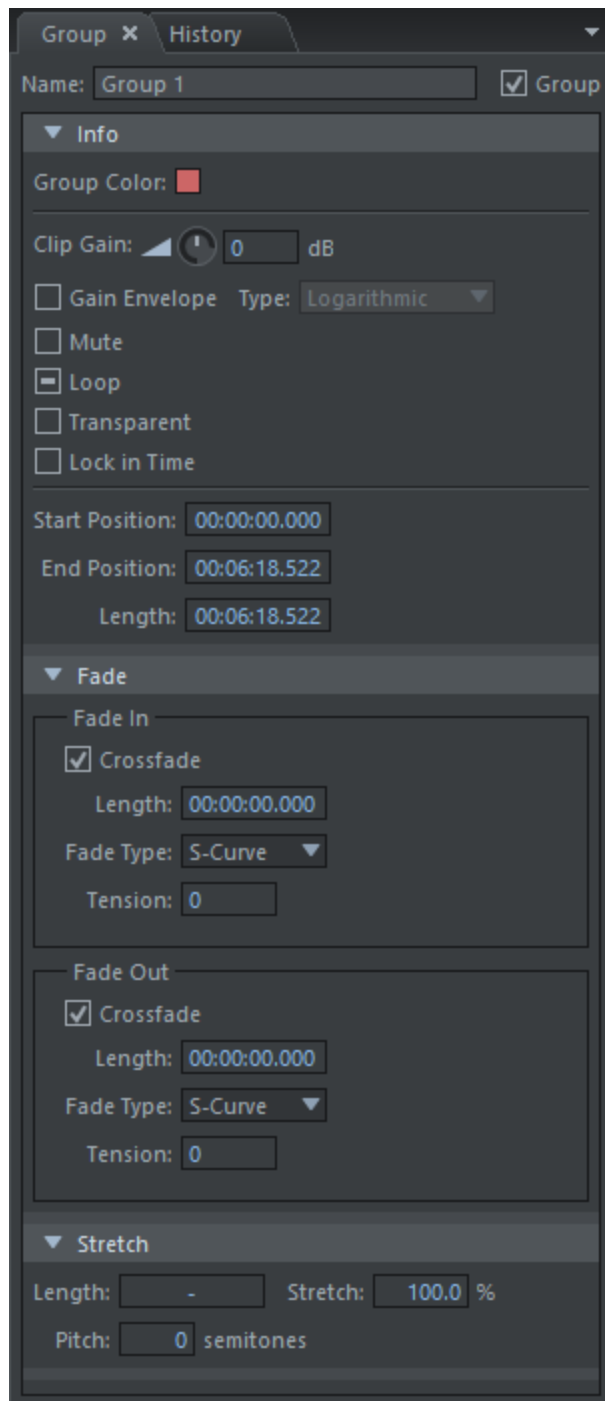 Group History
Name: Group 1 Group
Info
Group Color:
Clip Gain: 0 dB
Gain Envelope Type: Logarithmic
Mute
Loop
Transparent
Lock in Time
Start Position: 00:00:00.000
End Position: 00:06:18.522
Length: 00:06:18.522
Fade
Fade In
Crossfade
Length: 00:00:00.000
Fade Type: S-Curve
Tension: 0
Fade Out
Crossfade
Length: 00:00:00.000
Fade Type: S-Curve
Tension: 0
Stretch
Length: - Stretch: 100.0 %
Pitch: 0 semitones